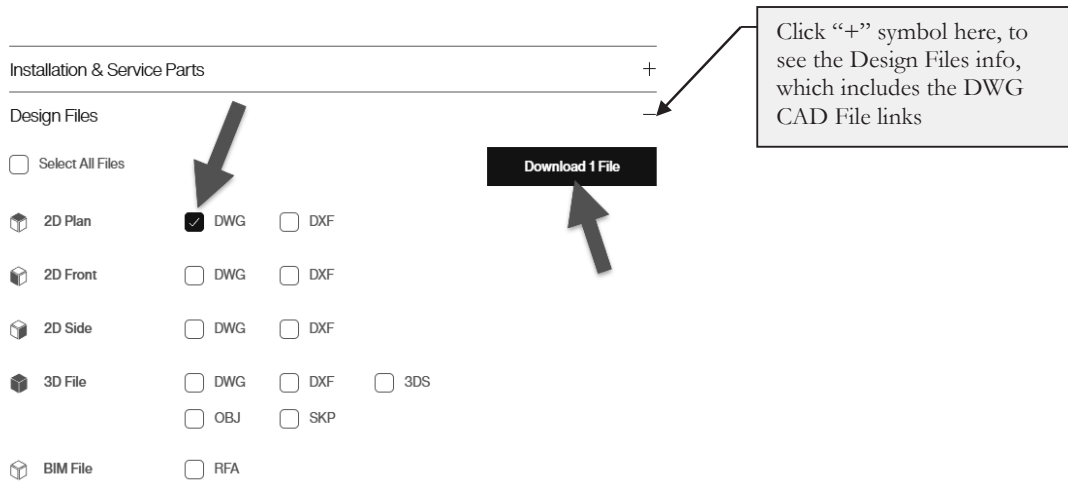 Click “+” symbol here, to
see the Design Files info,
which includes the DWG
CAD File links
Installation & Service Parts +
Design Files —
Select All Files
Download 1 File
2D Plan DWG DXF
2D Front DWG DXF
2D Side DWG DXF
3D File DWG DXF 3DS
OBJ SKP
BIM File RFA